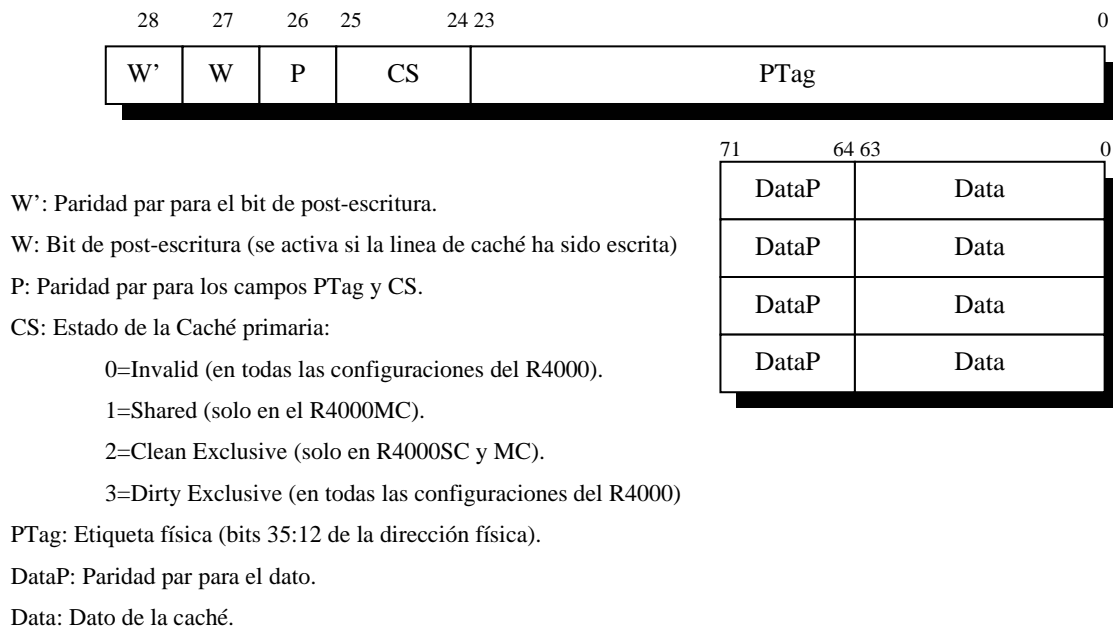 28 27 26 25 24 23 0
W’ W P CS PTag
71 64 63 0
DataP Data
DataP Data
DataP Data
DataP Data
W’: Paridad par para el bit de post-escritura.
W: Bit de post-escritura (se activa si la linea de caché ha sido escrita)
P: Paridad par para los campos PTag y CS.
CS: Estado de la Caché primaria:
0=Invalid (en todas las configuraciones del R4000).
1=Shared (solo en el R4000MC).
2=Clean Exclusive (solo en R4000SC y MC).
3=Dirty Exclusive (en todas las configuraciones del R4000)
PTag: Etiqueta física (bits 35:12 de la dirección física).
DataP: Paridad par para el dato.
Data: Dato de la caché.